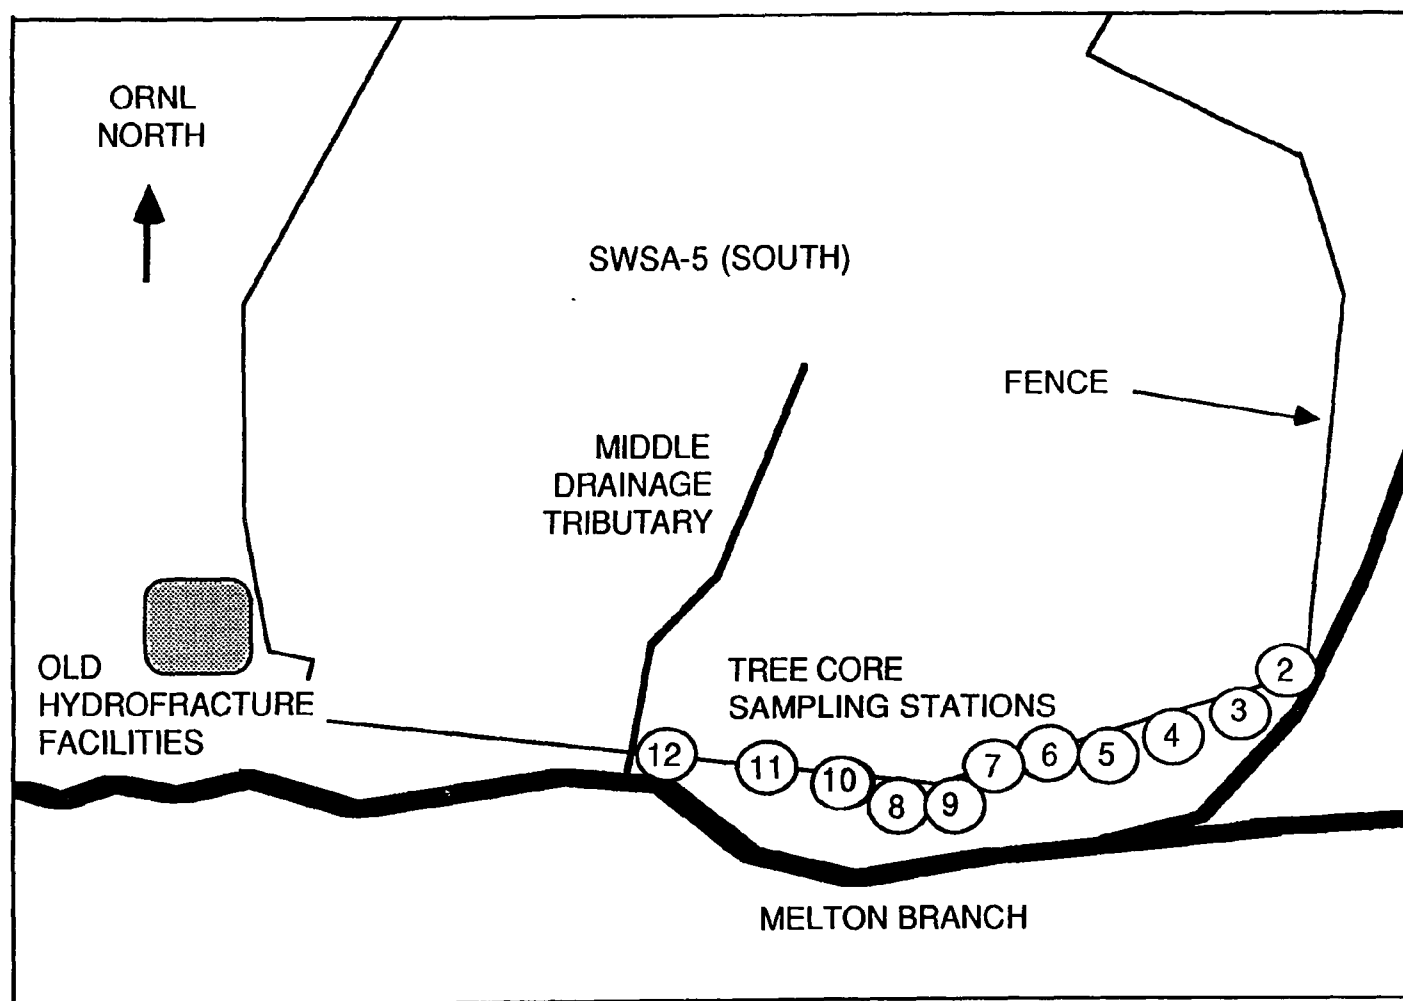 ORNL
NORTH
SWSA-5 (SOUTH)
FENCE
MIDDLE
DRAINAGE
TRIBUTARY
OLD
HYDROFRACTURE
FACILITIES
TREE CORE
SAMPLING STATIONS
2
3
4
5
6
7
9
8
10
11
12
MELTON BRANCH